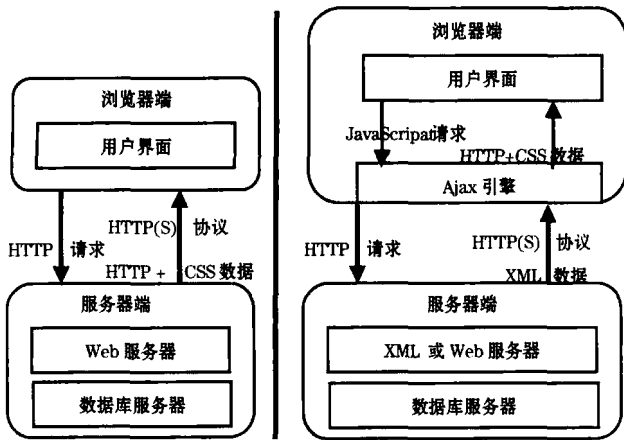 浏览器端
用户界面
HTTP 请求
HTTP(S) 协议
HTTP + CSS 数据
服务器端
Web 服务器
数据库服务器
浏览器端
用户界面
JavaScripat请求
HTTP+CSS 数据
Ajax 引擎
HTTP 请求
HTTP(S) 协议
XML 数据
服务器端
XML 或 Web 服务器
数据库服务器